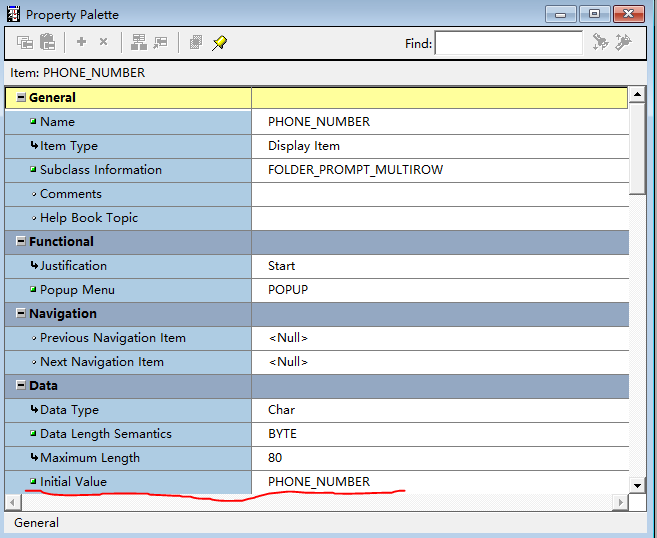 Property Palette
Find:
Item: PHONE_NUMBER
General
Name PHONE_NUMBER
Item Type Display Item
Subclass Information FOLDER_PROMPT_MULTIROW
Comments
Help Book Topic
Functional
Justification Start
Popup Menu POPUP
Navigation
Previous Navigation Item <Null>
Next Navigation Item <Null>
Data
Data Type Char
Data Length Semantics BYTE
Maximum Length 80
Initial Value PHONE_NUMBER
General